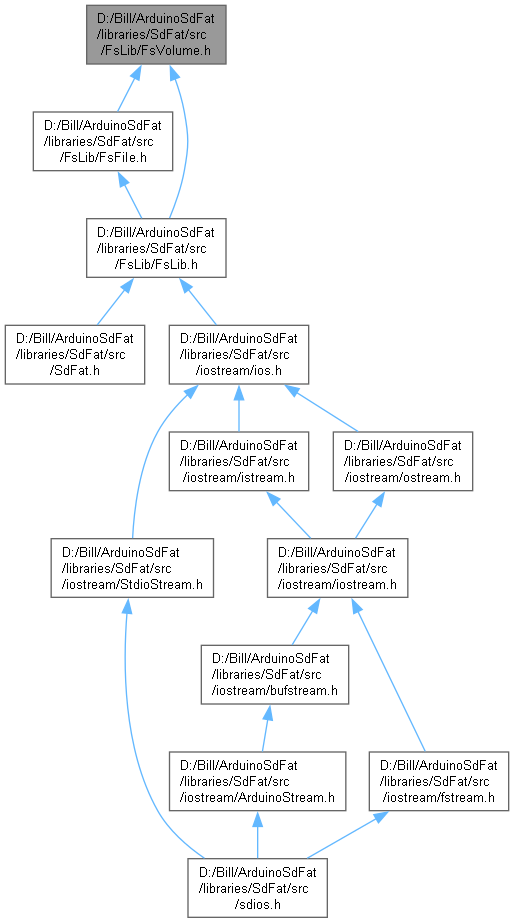 D:/Bill/ArduinoSdFat
/libraries/SdFat/src
/FsLib/FsVolume.h
D:/Bill/ArduinoSdFat
/libraries/SdFat/src
/FsLib/FsFile.h
D:/Bill/ArduinoSdFat
/libraries/SdFat/src
/FsLib/FsLib.h
D:/Bill/ArduinoSdFat
/libraries/SdFat/src
/SdFat.h
D:/Bill/ArduinoSdFat
/libraries/SdFat/src
/iostream/ios.h
D:/Bill/ArduinoSdFat
/libraries/SdFat/src
/iostream/istream.h
D:/Bill/ArduinoSdFat
/libraries/SdFat/src
/iostream/ostream.h
D:/Bill/ArduinoSdFat
/libraries/SdFat/src
/iostream/StdioStream.h
D:/Bill/ArduinoSdFat
/libraries/SdFat/src
/iostream/iostream.h
D:/Bill/ArduinoSdFat
/libraries/SdFat/src
/iostream/bufstream.h
D:/Bill/ArduinoSdFat
/libraries/SdFat/src
/iostream/ArduinoStream.h
D:/Bill/ArduinoSdFat
/libraries/SdFat/src
/iostream/fstream.h
D:/Bill/ArduinoSdFat
/libraries/SdFat/src
/sdios.h